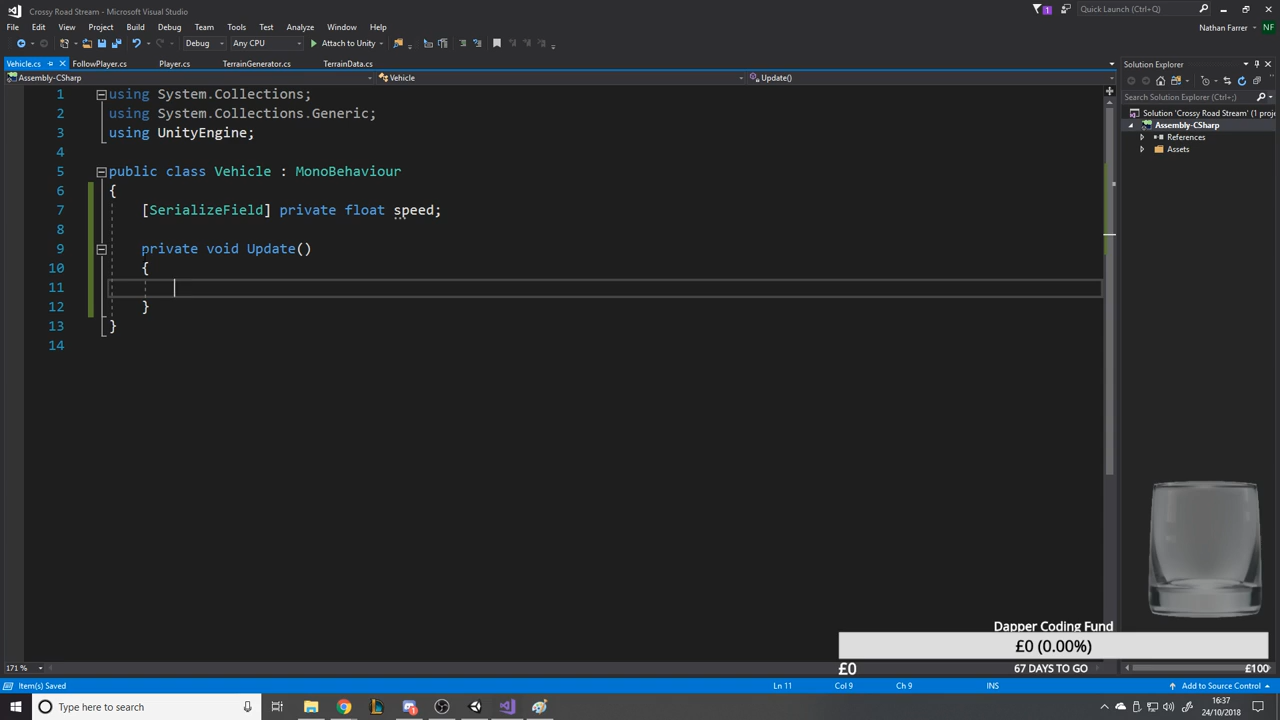 Crossy Road Stream - Microsoft Visual Studio
1
Quick Launch (Ctrl+Q)
File Edit View Project Build Debug Team Tools Test Analyze Window Help
Nathan Farrer NF
Debug Any CPU Attach to Unity
Vehicle.cs FollowPlayer.cs Player.cs TerrainGenerator.cs TerrainData.cs
Assembly-CSharp Vehicle Update()
1 using System.Collections;
2 using System.Collections.Generic;
3 using UnityEngine;
4
5 public class Vehicle : MonoBehaviour
6 {
7 [SerializeField] private float speed;
8
9 private void Update()
10 {
11
12 }
13 }
14
Solution Explorer
Search Solution Explorer (Ctrl+;)
Solution 'Crossy Road Stream' (1 proje
Assembly-CSharp
References
Assets
Dapper Coding Fund
£0 (0.00%)
£0 67 DAYS TO GO £100
171 %
Item(s) Saved Ln 11 Col 9 Ch 9 INS Add to Source Control
Type here to search
16:37
24/10/2018